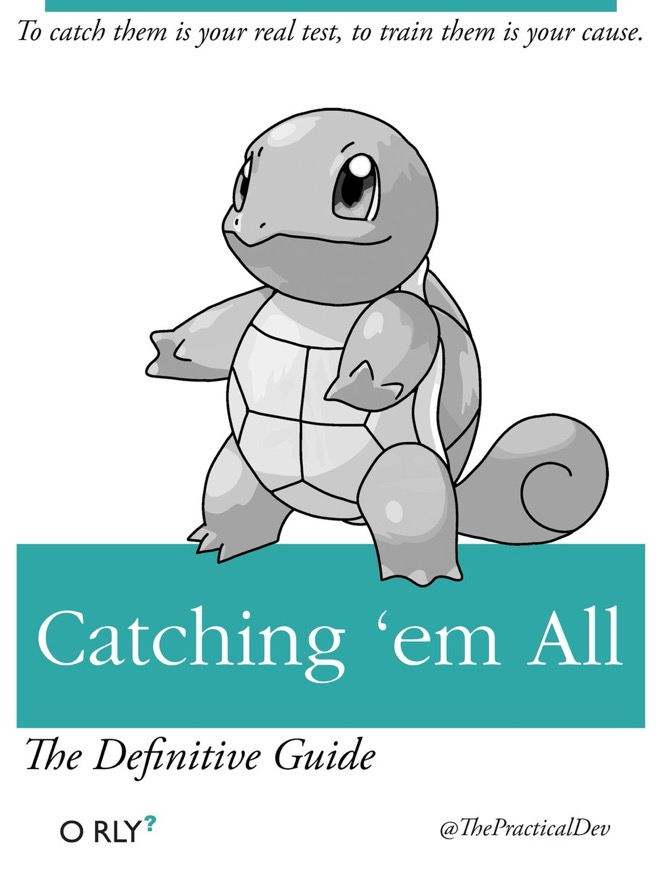 To catch them is your real test, to train them is your cause.
Catching ‘em All
The Definitive Guide
O RLY?
@ThePracticalDev